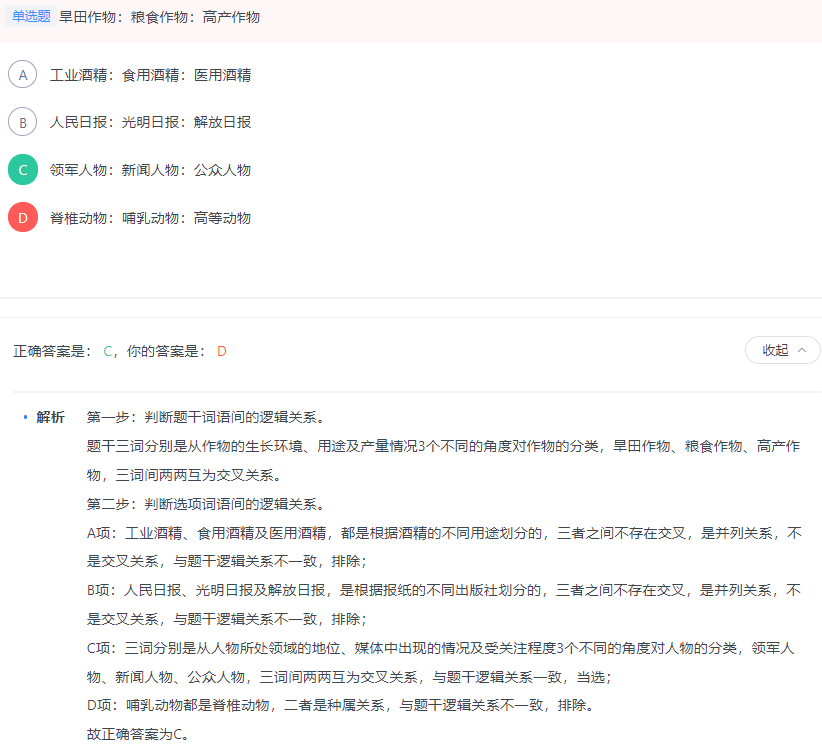 单选题 旱田作物：粮食作物：高产作物
A 工业酒精：食用酒精：医用酒精
B 人民日报：光明日报：解放日报
C 领军人物：新闻人物：公众人物
D 脊椎动物：哺乳动物：高等动物
正确答案是： C，你的答案是： D 收起
• 解析 第一步：判断题干词语间的逻辑关系。
题干三词分别是从作物的生长环境、用途及产量情况3个不同的角度对作物的分类，旱田作物、粮食作物、高产作
物，三词间两两互为交叉关系。
第二步：判断选项词语间的逻辑关系。
A项：工业酒精、食用酒精及医用酒精，都是根据酒精的不同用途划分的，三者之间不存在交叉，是并列关系，不
是交叉关系，与题干逻辑关系不一致，排除；
B项：人民日报、光明日报及解放日报，是根据报纸的不同出版社划分的，三者之间不存在交叉，是并列关系，不
是交叉关系，与题干逻辑关系不一致，排除；
C项：三词分别是从人物所处领域的地位、媒体中出现的情况及受关注程度3个不同的角度对人物的分类，领军人
物、新闻人物、公众人物，三词间两两互为交叉关系，与题干逻辑关系一致，当选；
D项：哺乳动物都是脊椎动物，二者是种属关系，与题干逻辑关系不一致，排除。
故正确答案为C。